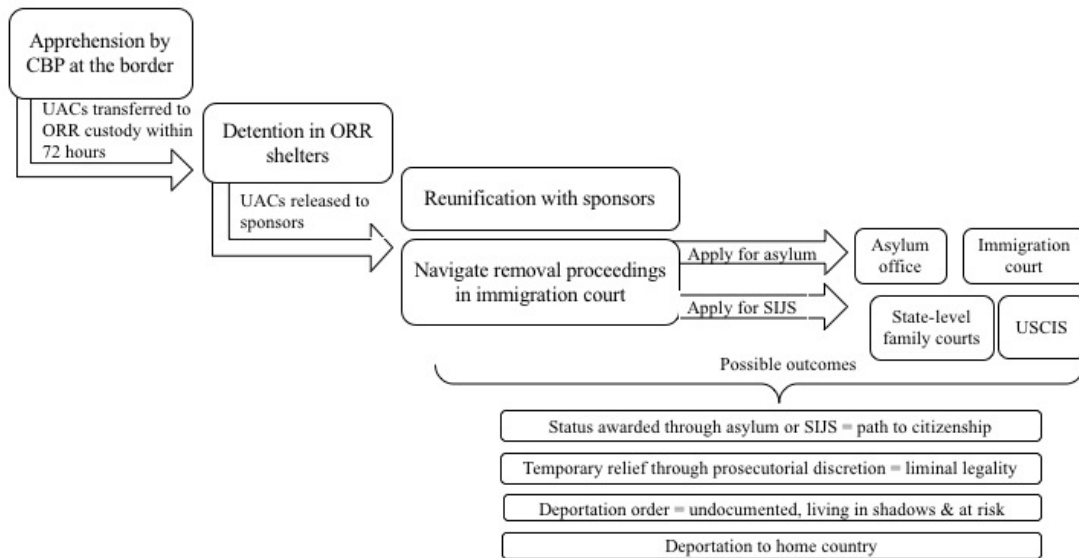 Apprehension by
CBP at the border
UACs transferred to
ORR custody within
72 hours
Detention in ORR
shelters
UACs released to
sponsors
Reunification with sponsors
Navigate removal proceedings
in immigration court
Apply for asylum
Asylum
office
Immigration
court
Apply for SIJS
State-level
family courts
USCIS
Possible outcomes
Status awarded through asylum or SIJS = path to citizenship
Temporary relief through prosecutorial discretion = liminal legality
Deportation order = undocumented, living in shadows & at risk
Deportation to home country